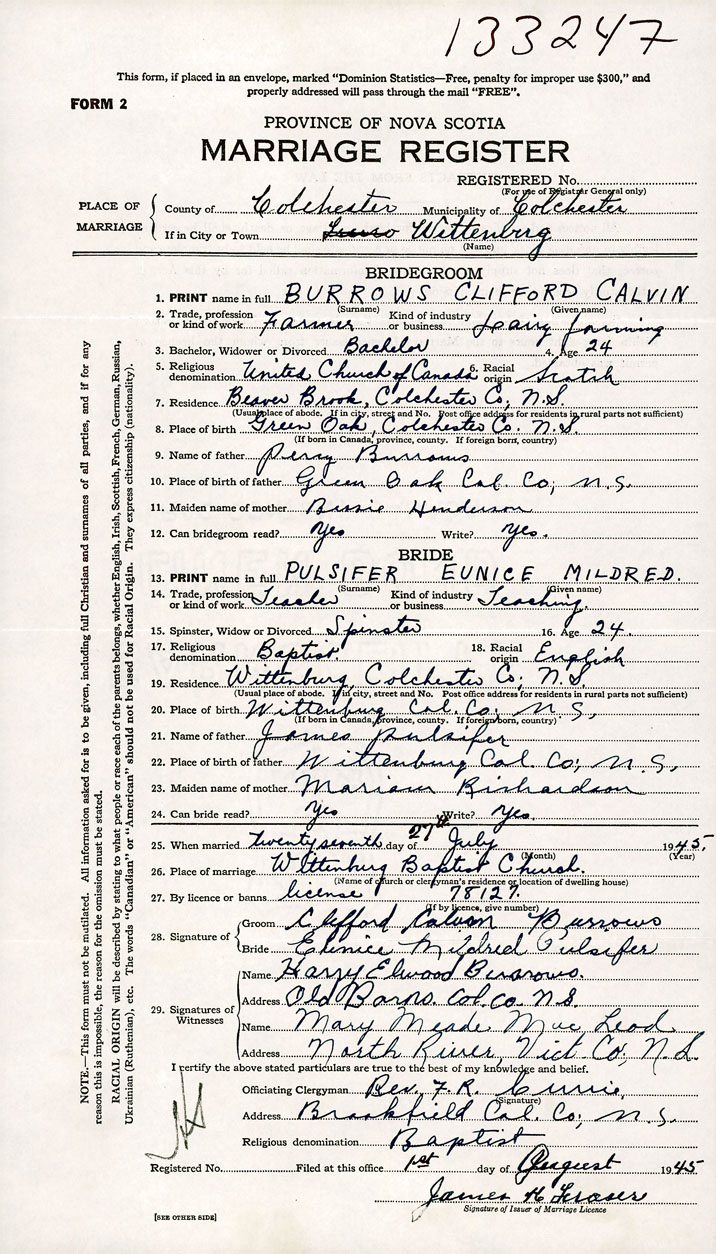 133247
This form, if placed in an envelope, marked “Dominion Statistics—Free, penalty for improper use $300,” and
properly addressed will pass through the mail “FREE”.
FORM 2
PROVINCE OF NOVA SCOTIA
MARRIAGE REGISTER
REGISTERED No.
(For use of Registrar General only)
PLACE OF MARRIAGE
County of Colchester Municipality of Colchester
If in City or Town Truro Wittenberg
(Name)
BRIDEGROOM
1. PRINT name in full BURROWS CLIFFORD CALVIN
(Surname) (Given name)
2. Trade, profession or kind of work Farmer Kind of industry or business Dairy farming
3. Bachelor, Widower or Divorced Bachelor 4. Age 24
5. Religious denomination United Church of Canada 6. Racial origin Scotch
7. Residence Beaver Brook, Colchester Co, N.S.
(Usual place of abode. If in city, street and No. Post office address for residents in rural parts not sufficient)
8. Place of birth Green Oak, Colchester Co. N.S.
(If born in Canada, province, county. If foreign born, country)
9. Name of father Percy Burrows
10. Place of birth of father Green Oak Col. Co; N.S.
11. Maiden name of mother Bessie Henderson
12. Can bridegroom read? Yes Write? Yes.
BRIDE
13. PRINT name in full PULSIFER EUNICE MILDRED.
(Surname) (Given name)
14. Trade, profession or kind of work Teacher Kind of industry or business Teaching.
15. Spinster, Widow or Divorced Spinster 16. Age 24.
17. Religious denomination Baptist. 18. Racial origin English
19. Residence Wittenburg, Colchester Co; N.S
(Usual place of abode. If in city, street and No. Post office address for residents in rural parts not sufficient)
20. Place of birth Wittenburg Col. Co; N.S,
(If born in Canada, province, county. If foreign born, country)
21. Name of father James Pulsifer
22. Place of birth of father Wittenburg Col. Co; N.S,
23. Maiden name of mother Mariam Richardson
24. Can bride read? Yes Write? Yes.
25. When married twenty seventh 27th day of July 1945.
(Month) (Year)
26. Place of marriage Wittenburg Baptist Church.
(Name of church or clergyman's residence or location of dwelling house)
27. By licence or banns license 78127.
(If by licence, give number)
28. Signature of
Groom Clifford Calvin Burrows
Bride Eunice Mildred Pulsifer
29. Signatures of Witnesses
Name Harry Elwood Burrows.
Address Old Barns. Col. Co N.S.
Name Mary Meade MacLeod
Address North River, Vict Co, N.S.
I certify the above stated particulars are true to the best of my knowledge and belief.
Officiating Clergyman Rev. F. R. Currie,
(Signature)
Address Brookfield Col. Co; N.S.
Religious denomination Baptist
Registered No. Filed at this office 1st day of August 1945
James H Fraser
Signature of Issuer of Marriage Licence
[SEE OTHER SIDE]
NOTE.—This form must not be mutilated. All information asked for is to be given, including full Christian and surnames of all parties, and if for any
reason this is impossible, the reason for the omission must be stated.
RACIAL ORIGIN will be described by stating to what people or race each of the parents belongs, whether English, Irish, Scottish, French, German, Russian,
Ukrainian (Ruthenian), etc. The words “Canadian” or “American” should not be used for Racial Origin. They express citizenship (nationality).